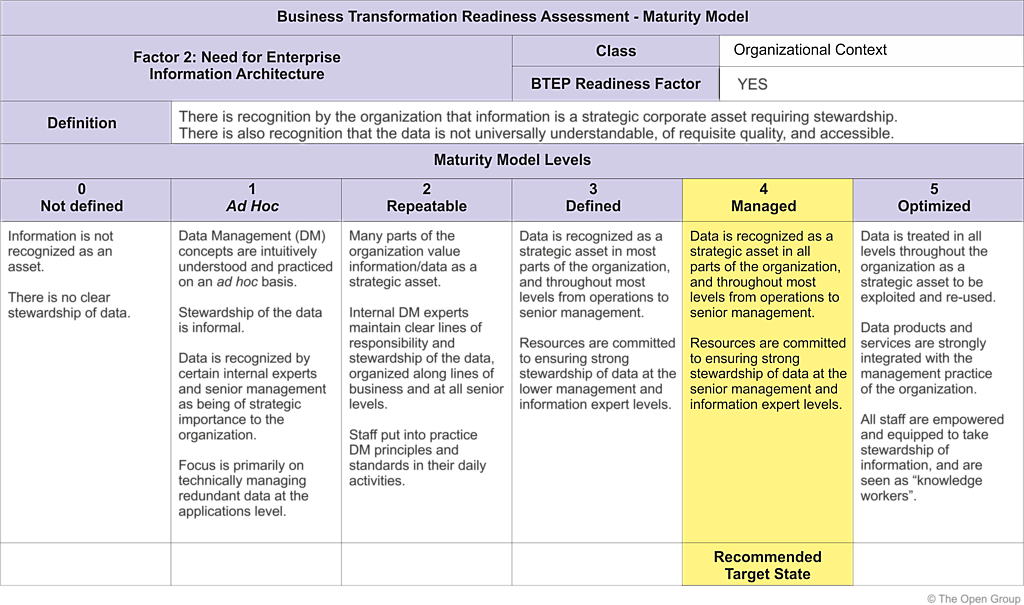 Business Transformation Readiness Assessment - Maturity Model
Factor 2: Need for Enterprise
Information Architecture
Class
Organizational Context
BTEP Readiness Factor
YES
Definition
There is recognition by the organization that information is a strategic corporate asset requiring stewardship.
There is also recognition that the data is not universally understandable, of requisite quality, and accessible.
Maturity Model Levels
0
Not defined
1
Ad Hoc
2
Repeatable
3
Defined
4
Managed
5
Optimized
Information is not
recognized as an
asset.
There is no clear
stewardship of data.
Data Management (DM)
concepts are intuitively
understood and practiced
on an ad hoc basis.
Stewardship of the data
is informal.
Data is recognized by
certain internal experts
and senior management
as being of strategic
importance to the
organization.
Focus is primarily on
technically managing
redundant data at the
applications level.
Many parts of the
organization value
information/data as a
strategic asset.
Internal DM experts
maintain clear lines of
responsibility and
stewardship of the data,
organized along lines of
business and at all senior
levels.
Staff put into practice
DM principles and
standards in their daily
activities.
Data is recognized as a
strategic asset in most
parts of the organization,
and throughout most
levels from operations to
senior management.
Resources are committed
to ensuring strong
stewardship of data at the
lower management and
information expert levels.
Data is recognized as a
strategic asset in all
parts of the organization,
and throughout most
levels from operations to
senior management.
Resources are committed
to ensuring strong
stewardship of data at the
senior management and
information expert levels.
Data is treated in all
levels throughout the
organization as a
strategic asset to be
exploited and re-used.
Data products and
services are strongly
integrated with the
management practice
of the organization.
All staff are empowered
and equipped to take
stewardship of
information, and are
seen as “knowledge
workers”.
Recommended
Target State
© The Open Group